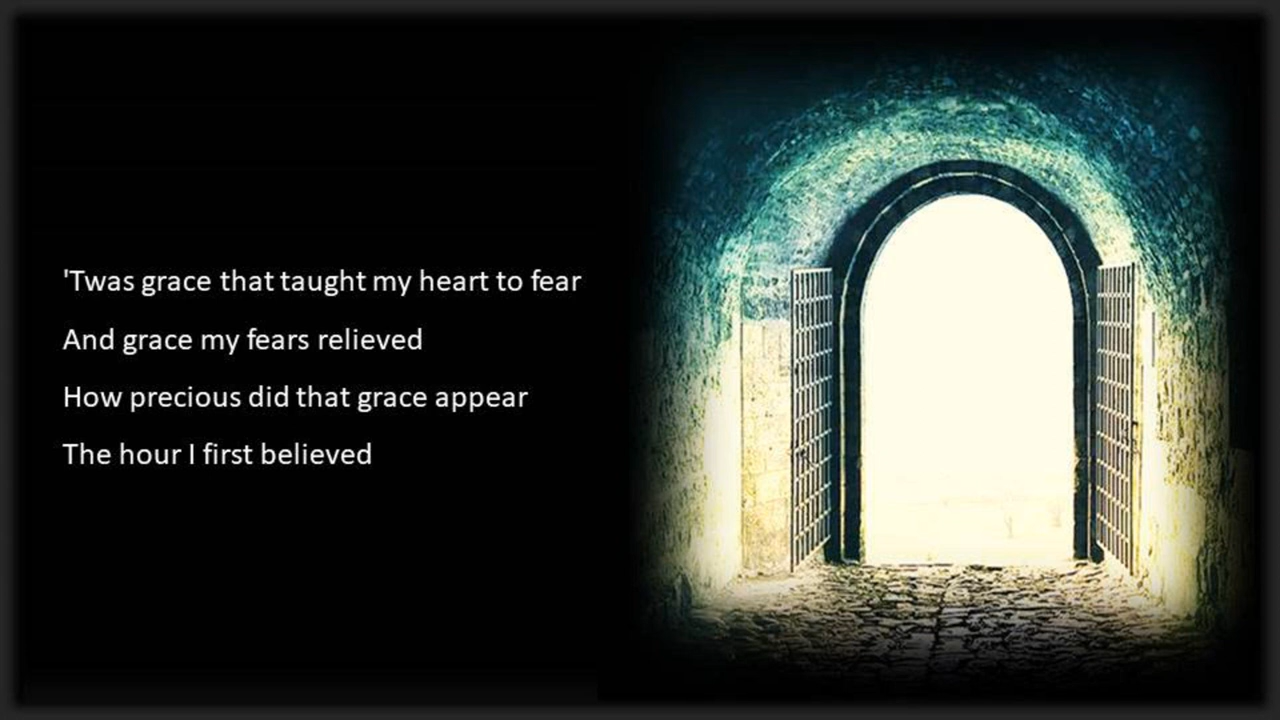 'Twas grace that taught my heart to fear
And grace my fears relieved
How precious did that grace appear
The hour I first believed